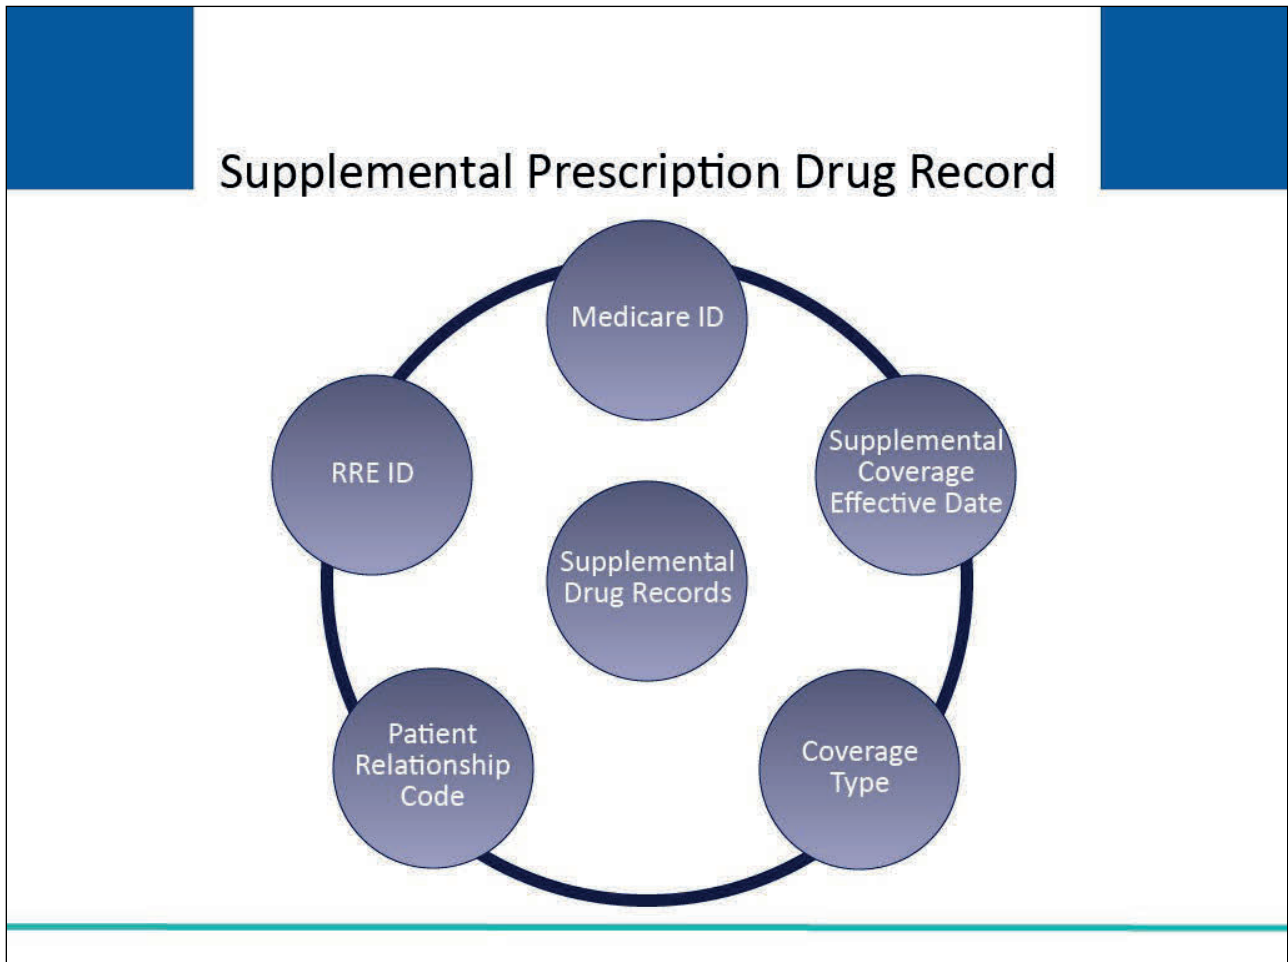 Supplemental Prescription Drug Record
Medicare ID
Supplemental
Coverage
Effective Date
RRE ID
Supplemental
Drug Records
Patient
Relationship
Code
Coverage
Type